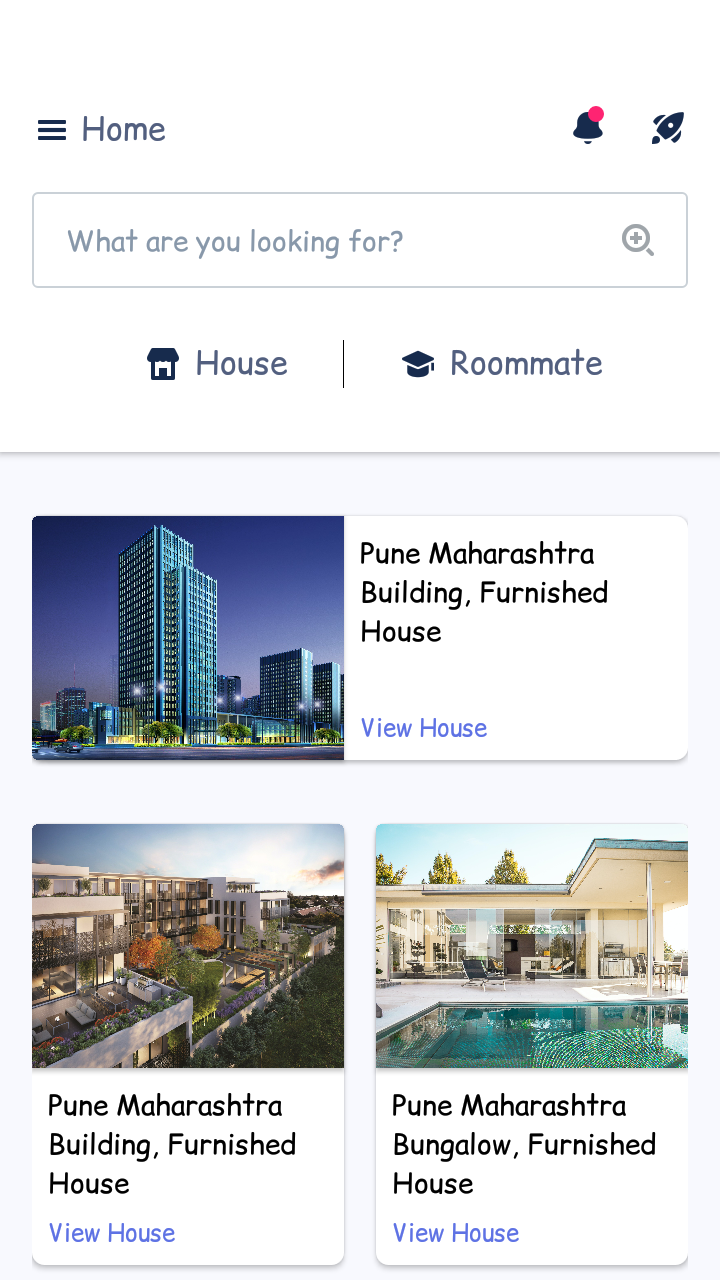 Home
What are you looking for?
House
Roommate
Pune Maharashtra
Building, Furnished
House
View House
Pune Maharashtra
Building, Furnished
House
View House
Pune Maharashtra
Bungalow, Furnished
House
View House